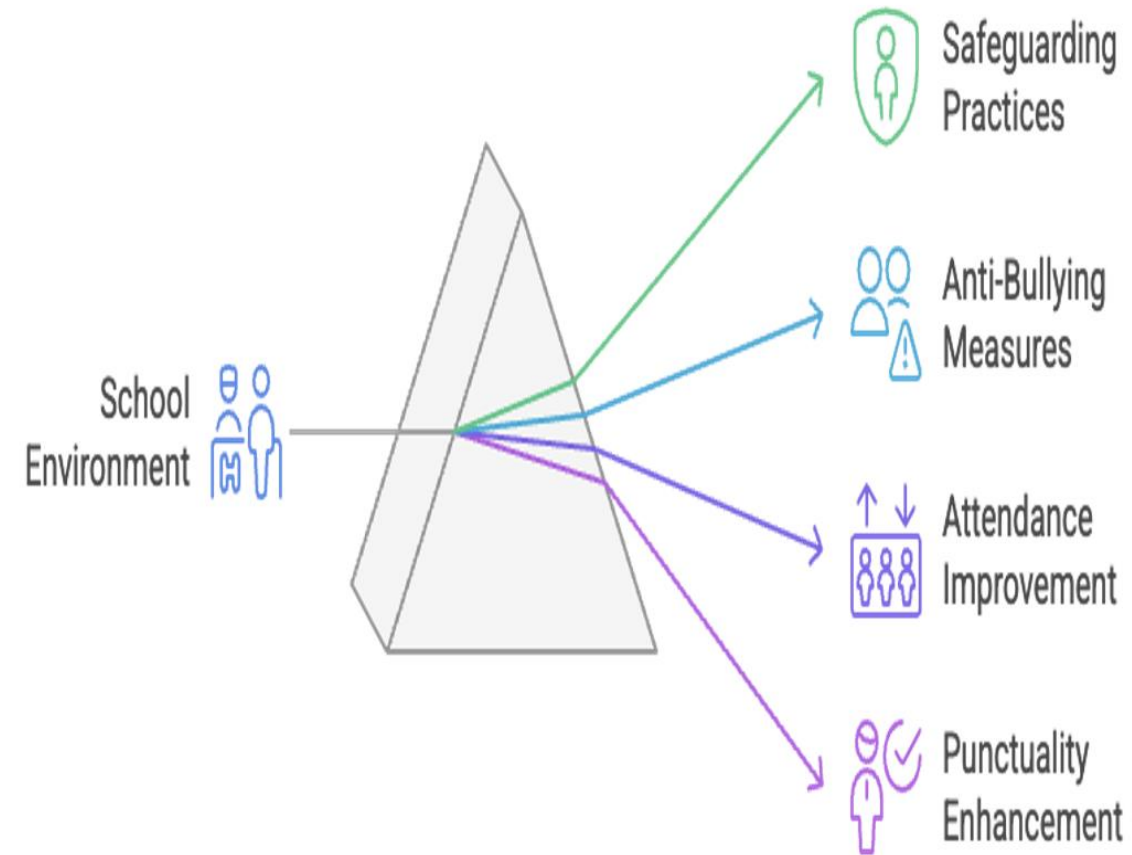 School
Environment
Safeguarding
Practices
Anti-Bullying
Measures
Attendance
Improvement
Punctuality
Enhancement